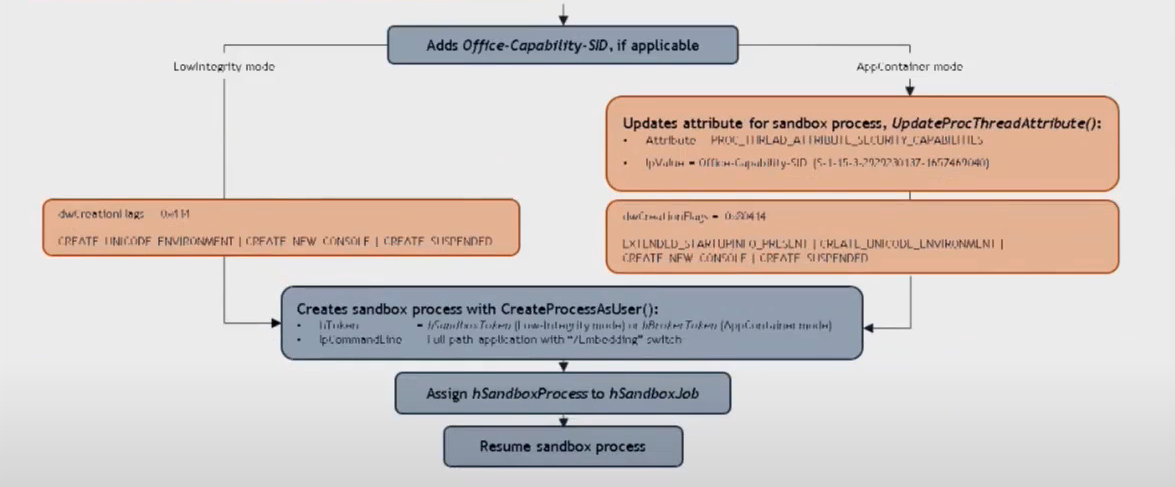 Adds Office-Capability-SID, if applicable
LowIntegrity mode
AppContainer mode
Updates attribute for sandbox process, UpdateProcThreadAttribute():
• Attribute PROC_THREAD_ATTRIBUTE_SECURITY_CAPABILITIES
• lpValue = Office-Capability-SID (S-1-15-3-2929230137-1657469040)
dwCreationFlags 0x414
CREATE_UNICODE_ENVIRONMENT | CREATE_NEW_CONSOLE | CREATE_SUSPENDED
dwCreationFlags = 0x80414
EXTENDED_STARTUPINFO_PRESENT | CREATE_UNICODE_ENVIRONMENT |
CREATE_NEW_CONSOLE | CREATE_SUSPENDED
Creates sandbox process with CreateProcessAsUser():
• hToken = hSandboxToken (Low-Integrity mode) or hBrokerToken (AppContainer mode)
• lpCommandLine Full path application with "/Embedding" switch
Assign hSandboxProcess to hSandboxJob
Resume sandbox process